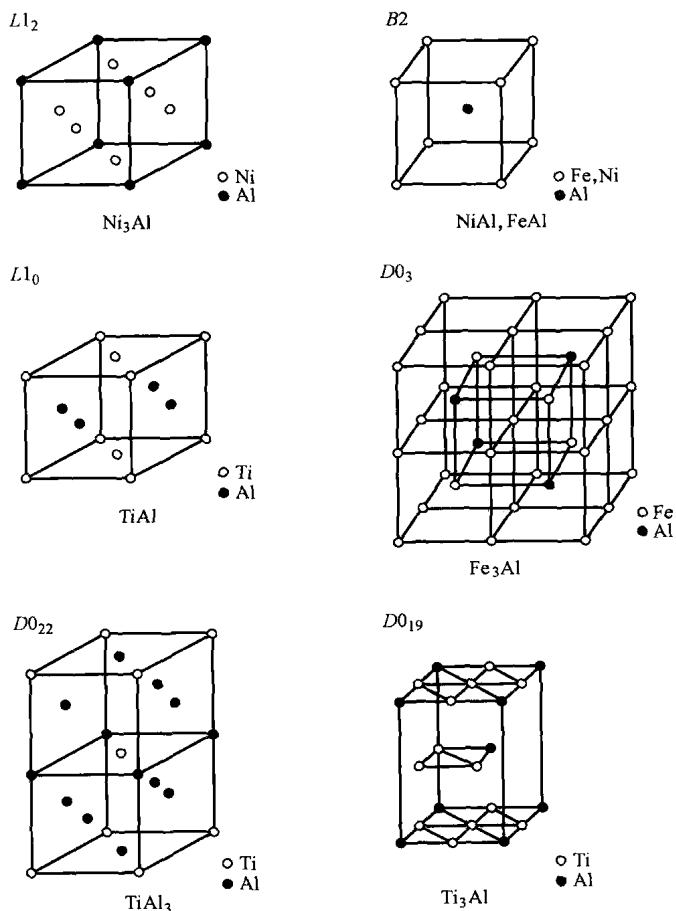 L1₂
Ni
Al
Ni₃Al
B2
Fe,Ni
Al
NiAl, FeAl
L1₀
Ti
Al
TiAl
D0₃
Fe
Al
Fe₃Al
D0₂₂
Ti
Al
TiAl₃
D0₁₉
Ti
Al
Ti₃Al